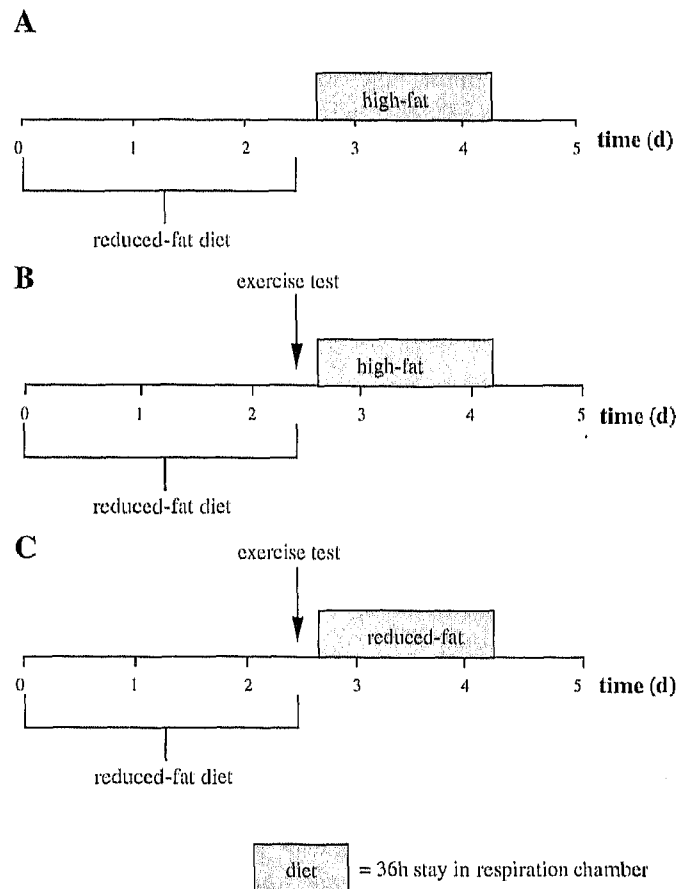 A
high-fat
0 1 2 3 4 5 time (d)
reduced-fat diet
B
exercise test
high-fat
0 1 2 3 4 5 time (d)
reduced-fat diet
C
exercise test
reduced-fat
0 1 2 3 4 5 time (d)
reduced-fat diet
diet = 36h stay in respiration chamber